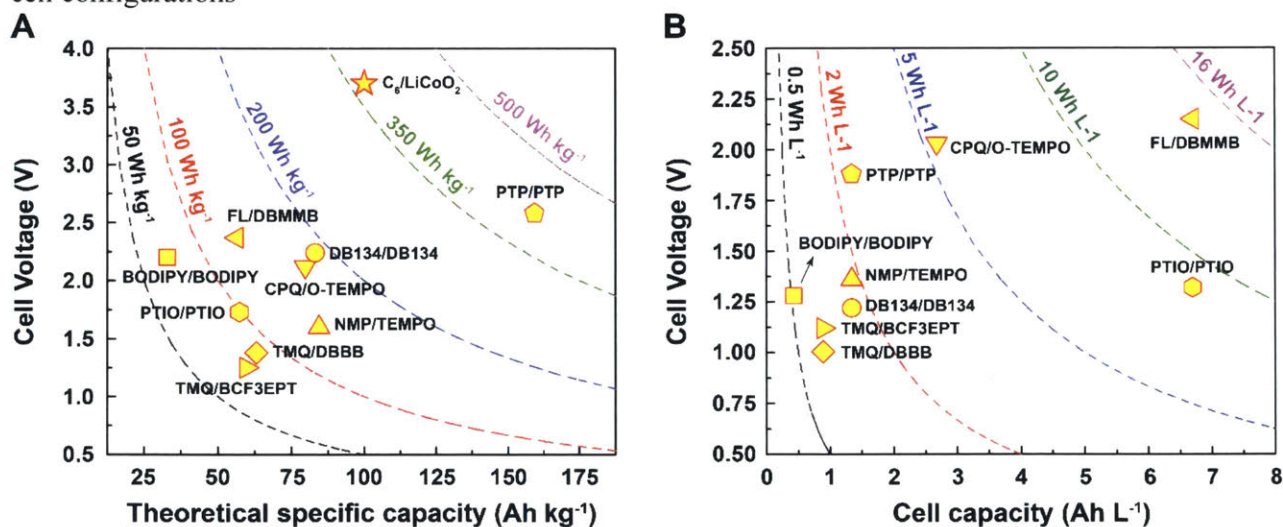 cell configurations
A
4.0
3.5
3.0
2.5
2.0
1.5
1.0
0.5
Cell Voltage (V)
50 Wh kg⁻¹
100 Wh kg⁻¹
200 Wh kg⁻¹
350 Wh kg⁻¹
500 Wh kg⁻¹
C₆/LiCoO₂
PTP/PTP
FL/DBMMB
DB134/DB134
BODIPY/BODIPY
CPQ/O-TEMPO
PTIO/PTIO
NMP/TEMPO
TMQ/DBBB
TMQ/BCF3EPT
25 50 75 100 125 150 175
Theoretical specific capacity (Ah kg⁻¹)
B
2.50
2.25
2.00
1.75
1.50
1.25
1.00
0.75
0.50
Cell Voltage (V)
0.5 Wh L⁻¹
2 Wh L-1
5 Wh L-1
10 Wh L-1
16 Wh L-1
FL/DBMMB
CPQ/O-TEMPO
PTP/PTP
BODIPY/BODIPY
NMP/TEMPO
PTIO/PTIO
DB134/DB134
TMQ/BCF3EPT
TMQ/DBBB
0 1 2 3 4 5 6 7 8
Cell capacity (Ah L⁻¹)